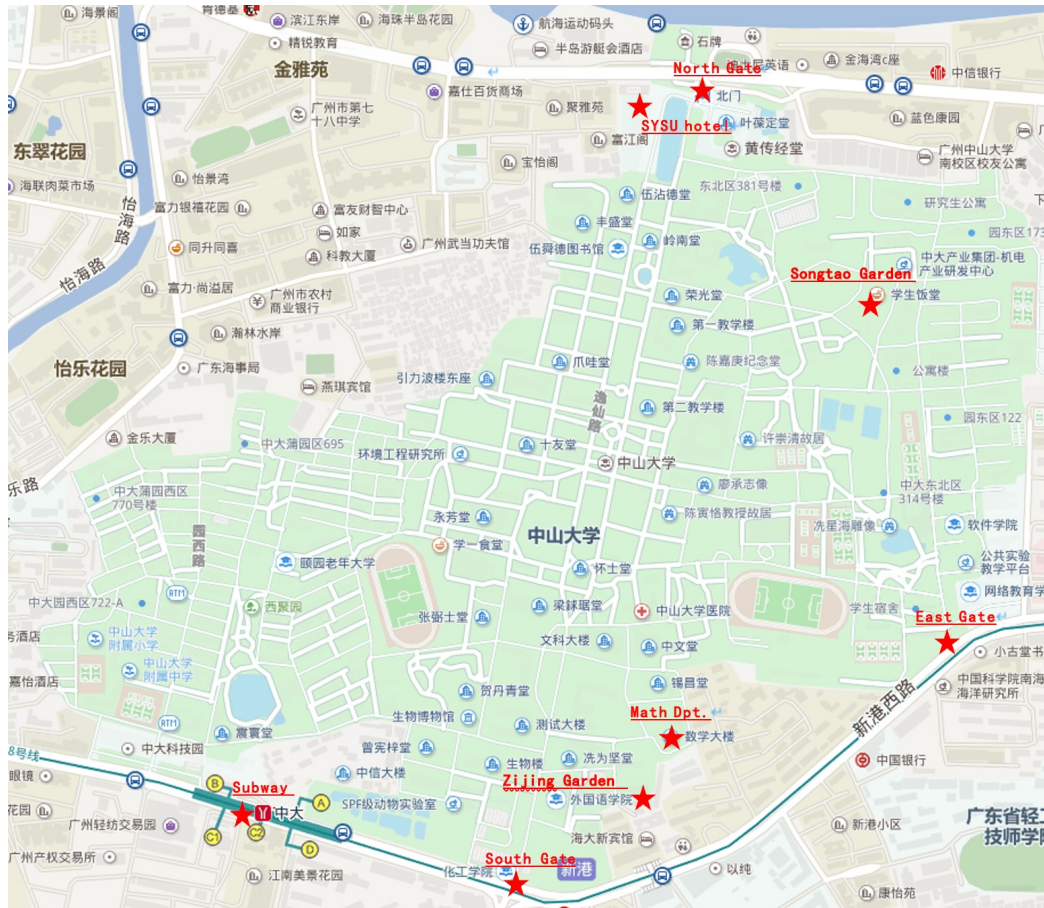 海景阁
肯德基
滨江东岸
海珠半岛花园
航海运动码头
石牌
精锐教育
半岛游艇会酒店
英语
金海湾c座
金雅苑
North Gate
中信银行
嘉仕百货商场
聚雅苑
北门
广州市第七
十八中学
SYSU hotel
叶葆定堂
蓝色康园
富江阁
黄传经堂
东翠花园
宝怡阁
广州中山大学
南校区校友公寓
海联肉菜市场
怡景湾
伍沾德堂
东北区381号楼
富力银禧花园
富友财智中心
研究生公寓
怡海路
丰盛堂
如家
广州武当功夫馆
伍舜德图书馆
岭南堂
园东区173
同升同喜
科教大厦
中大产业集团-机电
产业研发中心
怡海路
Songtao Garden
富力·尚溢居
广州市农村
商业银行
荣光堂
学生饭堂
瀚林水岸
第一教学楼
怡乐花园
广东海事局
爪哇堂
陈嘉庚纪念堂
引力波楼东座
公寓楼
燕琪宾馆
逸仙路
第二教学楼
园东区122
金乐大厦
中大蒲园区695
十友堂
许崇清故居
环境工程研究所
中山大学
乐路
中大蒲园西区
770号楼
廖承志像
中大东北区
314号楼
永芳堂
陈寅恪教授故居
园西路
学一食堂
中山大学
冼星海雕像
软件学院
颐园老年大学
怀士堂
公共实验
教学平台
ATM
网络教育学
中大园西区722-A
西聚园
梁銶琚堂
中山大学医院
学生宿舍
张弼士堂
East Gate
务酒店
中山大学
附属小学
文科大楼
中文堂
小古堂书
中山大学
附属中学
嘉怡酒店
贺丹青堂
锡昌堂
中国科学院南海
海洋研究所
新港西路
ATM
生物博物馆
Math Dpt.
测试大楼
数学大楼
震寰堂
8号线
中大科技园
曾宪梓堂
冼为坚堂
中国银行
眼镜
中信大楼
生物楼
B
Subway
Zijing Garden
A
SPF级动物实验室
外国语学院
花园
中大
广州轻纺交易园
C1
C2
海大新宾馆
新港小区
广东省轻工
技师学院
D
广州产权交易所
South Gate
江南美景花园
化工学院
新港
以纯
康怡苑